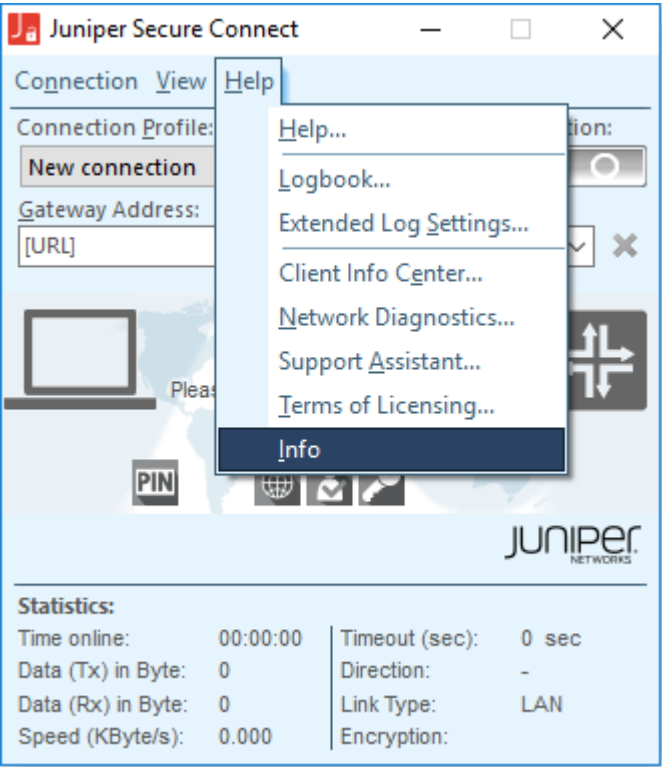 Juniper Secure Connect
Connection View Help
Connection Profile:
tion:
New connection
Gateway Address:
[URL]
Help...
Logbook...
Extended Log Settings...
Client Info Center...
Network Diagnostics...
Support Assistant...
Terms of Licensing...
Info
Pleas
PIN
JUNIPER
NETWORKS
Statistics:
Time online: 00:00:00 Timeout (sec): 0 sec
Data (Tx) in Byte: 0 Direction: -
Data (Rx) in Byte: 0 Link Type: LAN
Speed (KByte/s): 0.000 Encryption: